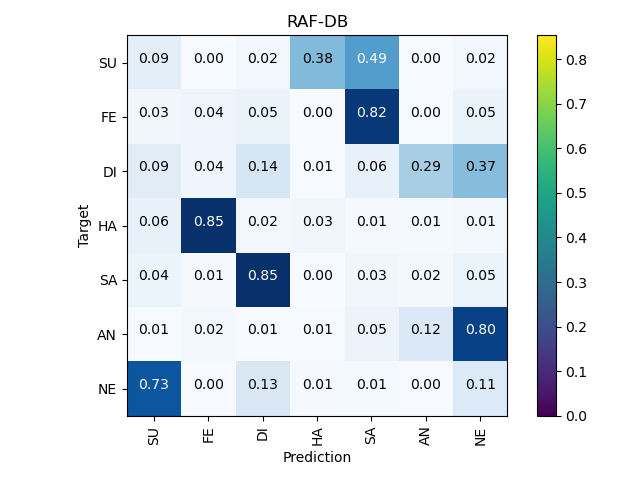 RAF-DB
SU 0.09 0.00 0.02 0.38 0.49 0.00 0.02
FE 0.03 0.04 0.05 0.00 0.82 0.00 0.05
DI 0.09 0.04 0.14 0.01 0.06 0.29 0.37
HA 0.06 0.85 0.02 0.03 0.01 0.01 0.01
SA 0.04 0.01 0.85 0.00 0.03 0.02 0.05
AN 0.01 0.02 0.01 0.01 0.05 0.12 0.80
NE 0.73 0.00 0.13 0.01 0.01 0.00 0.11
SU FE DI HA SA AN NE
Target
Prediction
0.8
0.7
0.6
0.5
0.4
0.3
0.2
0.1
0.0